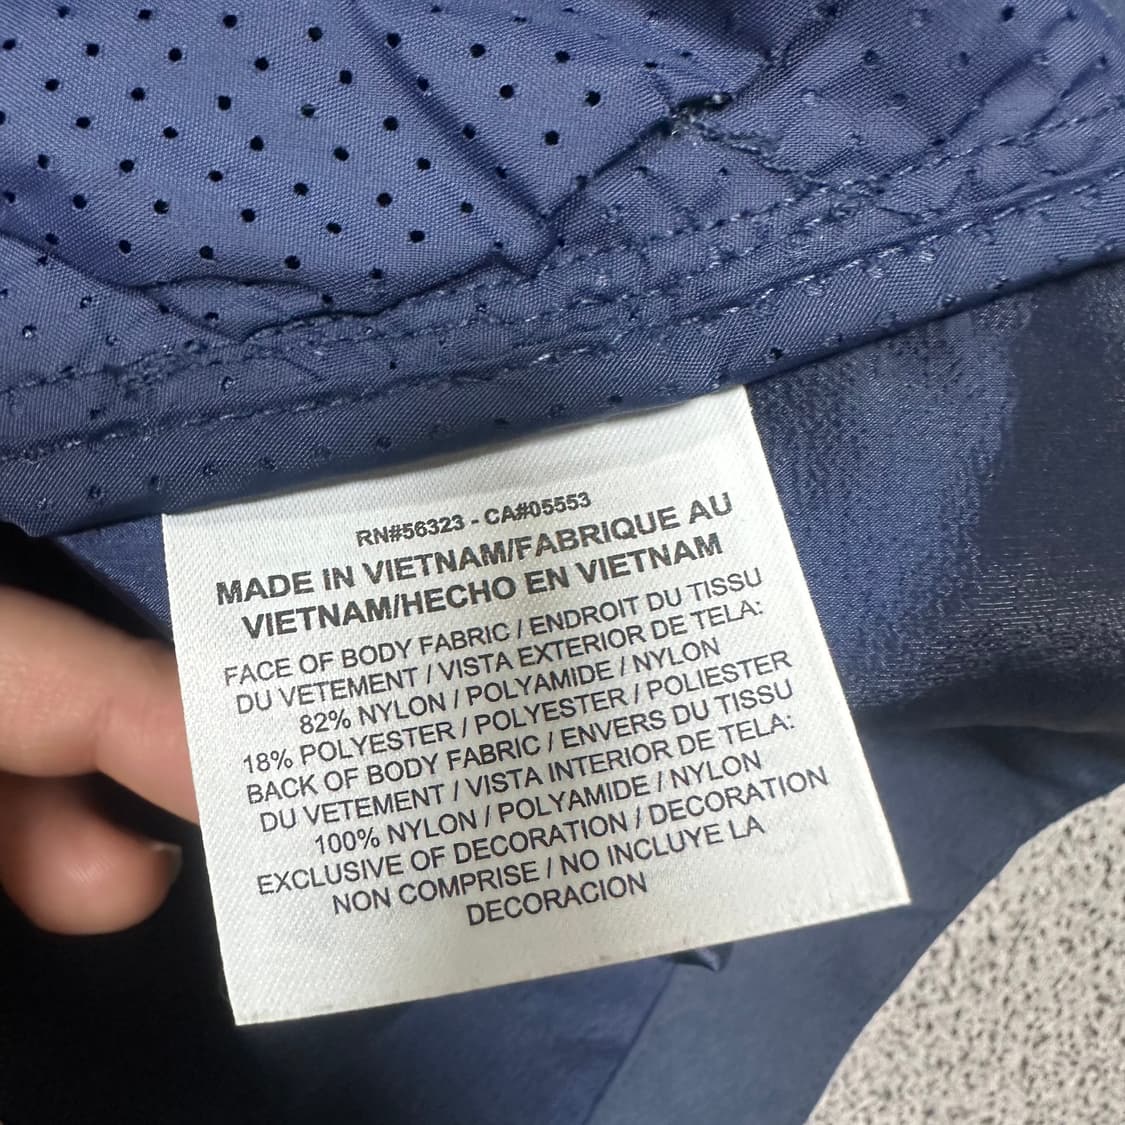 RN#56323 - CA#05553
MADE IN VIETNAM/FABRIQUE AU
VIETNAM/HECHO EN VIETNAM
FACE OF BODY FABRIC / ENDROIT DU TISSU
DU VETEMENT / VISTA EXTERIOR DE TELA:
82% NYLON / POLYAMIDE / NYLON
18% POLYESTER / POLYESTER / POLIESTER
BACK OF BODY FABRIC / ENVERS DU TISSU
DU VETEMENT / VISTA INTERIOR DE TELA:
100% NYLON / POLYAMIDE / NYLON
EXCLUSIVE OF DECORATION / DECORATION
NON COMPRISE / NO INCLUYE LA
DECORACION